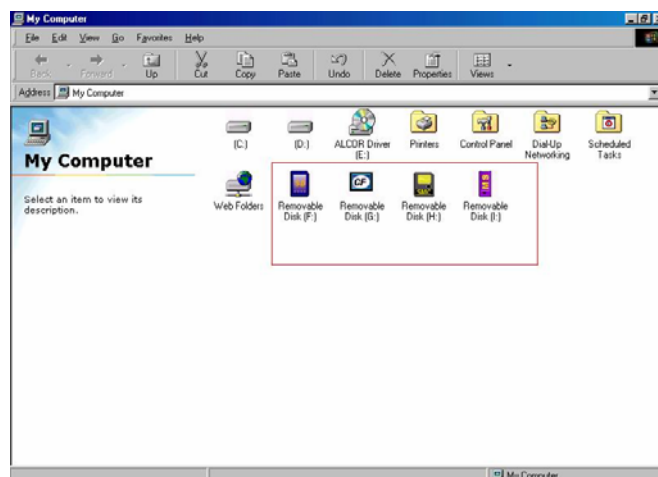 My Computer
File Edit View Go Favorites Help
Back Forward Up Cut Copy Paste Undo Delete Properties Views
Address My Computer
(C:) (D:) ALCOR Driver (E:) Printers Control Panel Dial-Up Networking Scheduled Tasks
My Computer
Select an item to view its
description.
Web Folders Removable Disk (F:) Removable Disk (G:) Removable Disk (H:) Removable Disk (I:)
CF
MS
My Computer